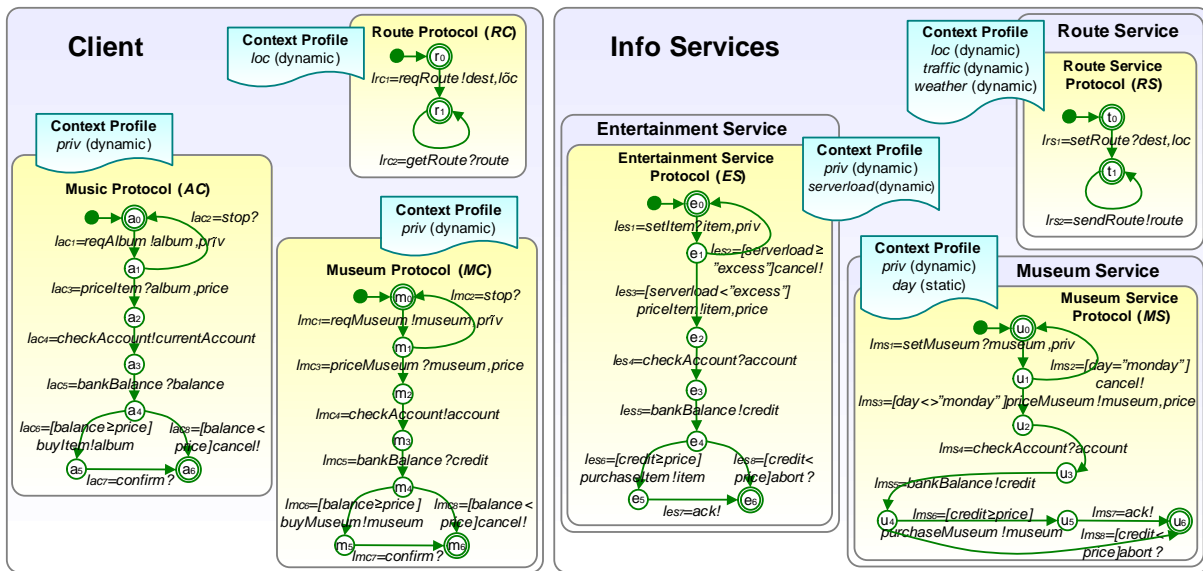 Client
Context Profile
loc (dynamic)
Route Protocol (RC)
r0
lRC1=reqRoute !dest,lõc
r1
lRC2=getRoute?route
Context Profile
priv (dynamic)
Music Protocol (AC)
a0
lAC2=stop?
lAC1=reqAlbum !album,prĩv
a1
lAC3=priceItem?album,price
a2
lAC4=checkAccount!currentAccount
a3
lAC5=bankBalance ?balance
a4
lAC6=[balance≥price]
buyItem!album
lAC8=[balance<
price]cancel!
a5
a6
lAC7=confirm ?
Context Profile
priv (dynamic)
Museum Protocol (MC)
m0
lMC2=stop?
lMC1=reqMuseum !museum,prĩv
m1
lMC3=priceMuseum ?museum,price
m2
lMC4=checkAccount!account
m3
lMC5=bankBalance ?credit
m4
lMC6=[balance≥price]
buyMuseum !museum
lMC8=[balance<
price]cancel!
m5
m6
lMC7=confirm ?
Info Services
Entertainment Service
Entertainment Service
Protocol (ES)
Context Profile
priv (dynamic)
serverload(dynamic)
e0
lES1=setItem?item,priv
e1
lES2=[serverload≥
"excess"]cancel!
lES3=[serverload<"excess"]
priceItem!item,price
e2
lES4=checkAccount?account
e3
lES5=bankBalance !credit
e4
lES6=[credit≥price]
purchaseItem !item
lES8=[credit<
price]abort ?
e5
e6
lES7=ack!
Context Profile
loc (dynamic)
traffic (dynamic)
weather (dynamic)
Route Service
Route Service
Protocol (RS)
t0
lRS1=setRoute?dest,loc
t1
lRS2=sendRoute!route
Context Profile
priv (dynamic)
day (static)
Museum Service
Museum Service
Protocol (MS)
u0
lMS1=setMuseum?museum,priv
u1
lMS2=[day="monday" ]
cancel!
lMS3=[day<>"monday" ]priceMuseum !museum,price
u2
lMS4=checkAccount?account
u3
lMS5=bankBalance !credit
u4
lMS6=[credit≥price]
purchaseMuseum !museum
u5
lMS7=ack!
u6
lMS8=[credit<
price]abort ?